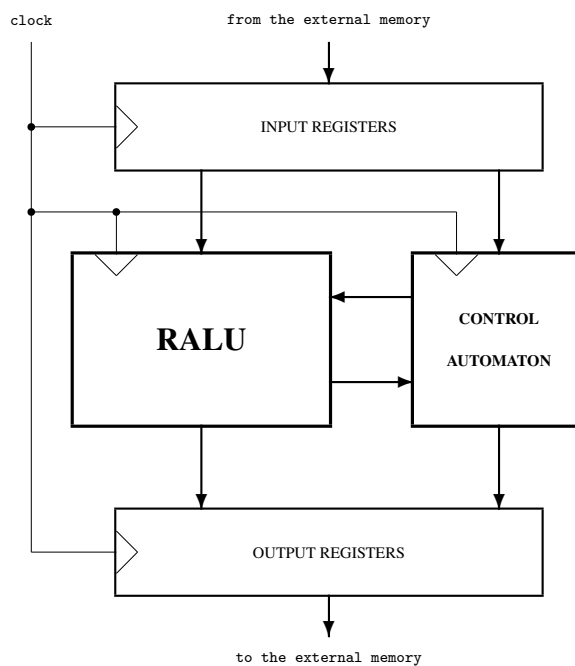 clock
from the external memory
INPUT REGISTERS
RALU
CONTROL
AUTOMATON
OUTPUT REGISTERS
to the external memory